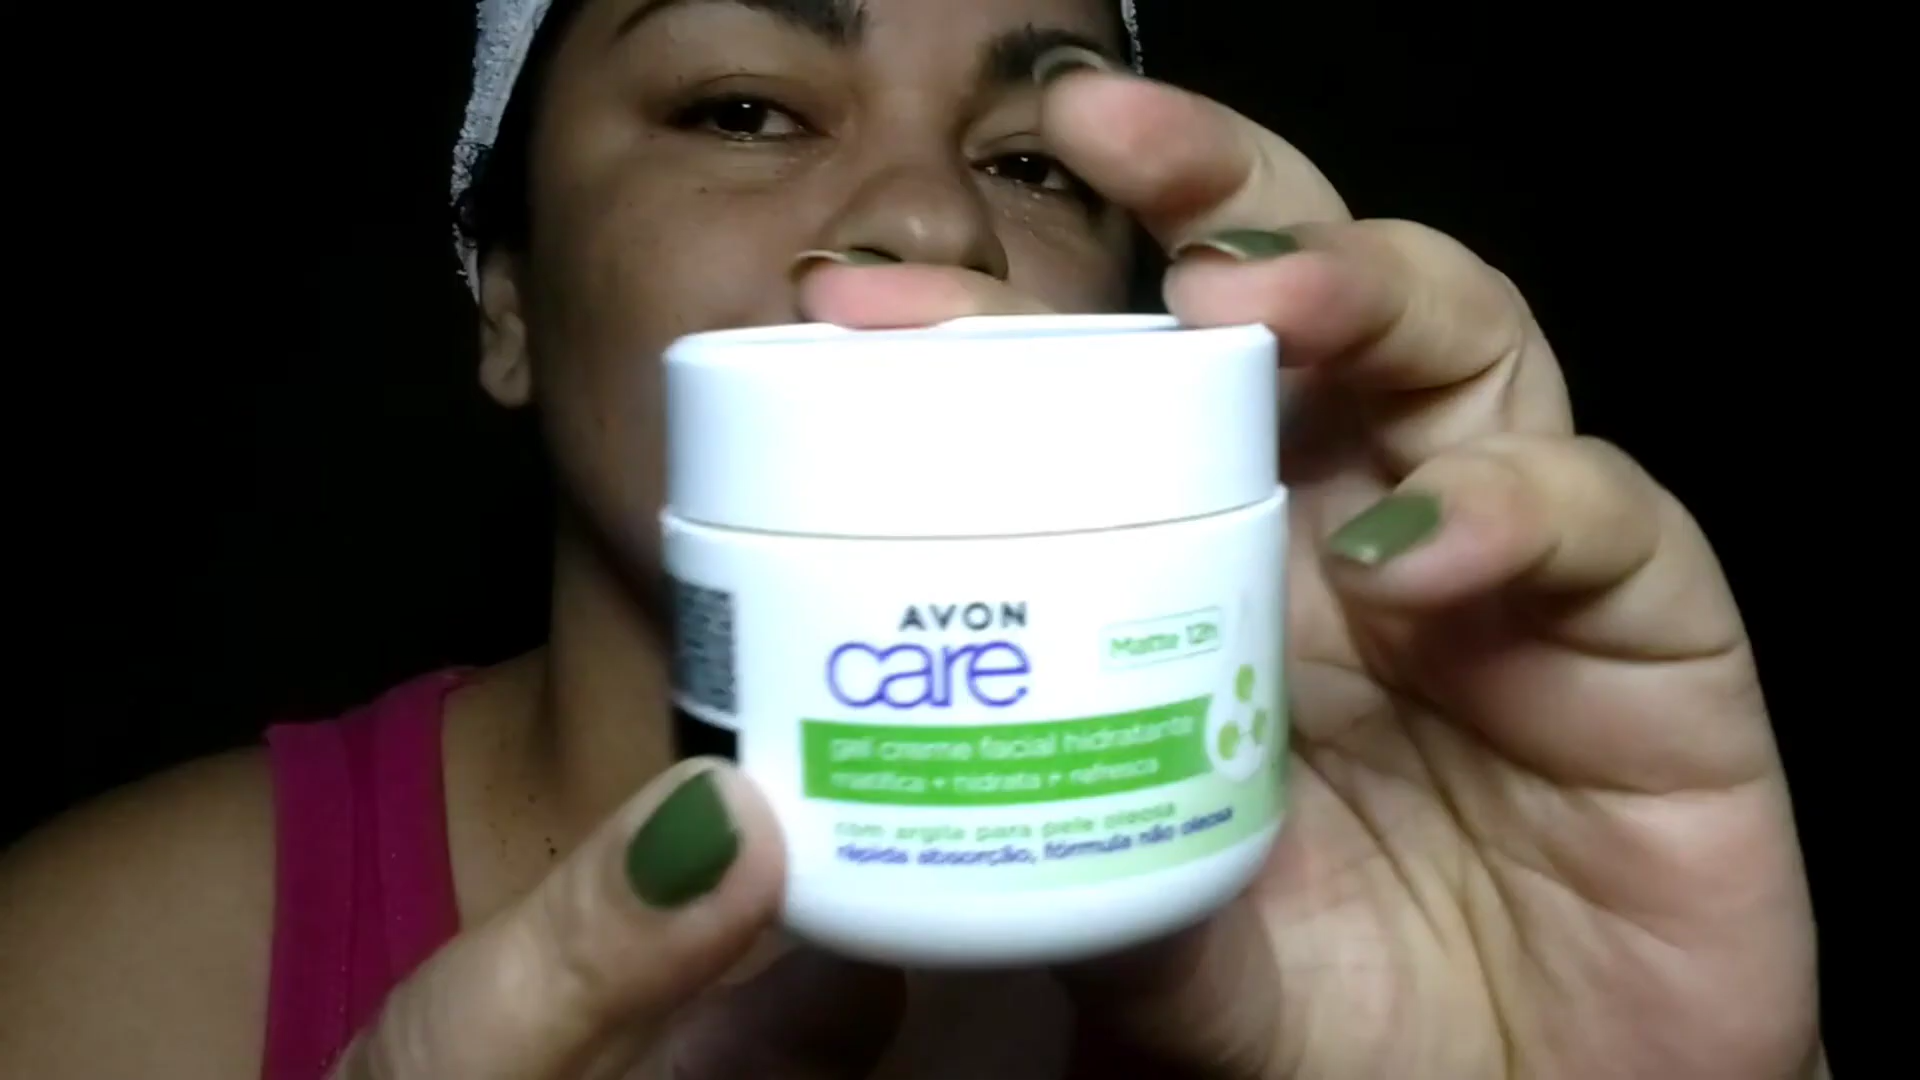 AVON
care
Matte 12h
gel creme facial hidratante
matifica + hidrata + refresca
com argila para pele oleosa
rápida absorção, fórmula não oleosa